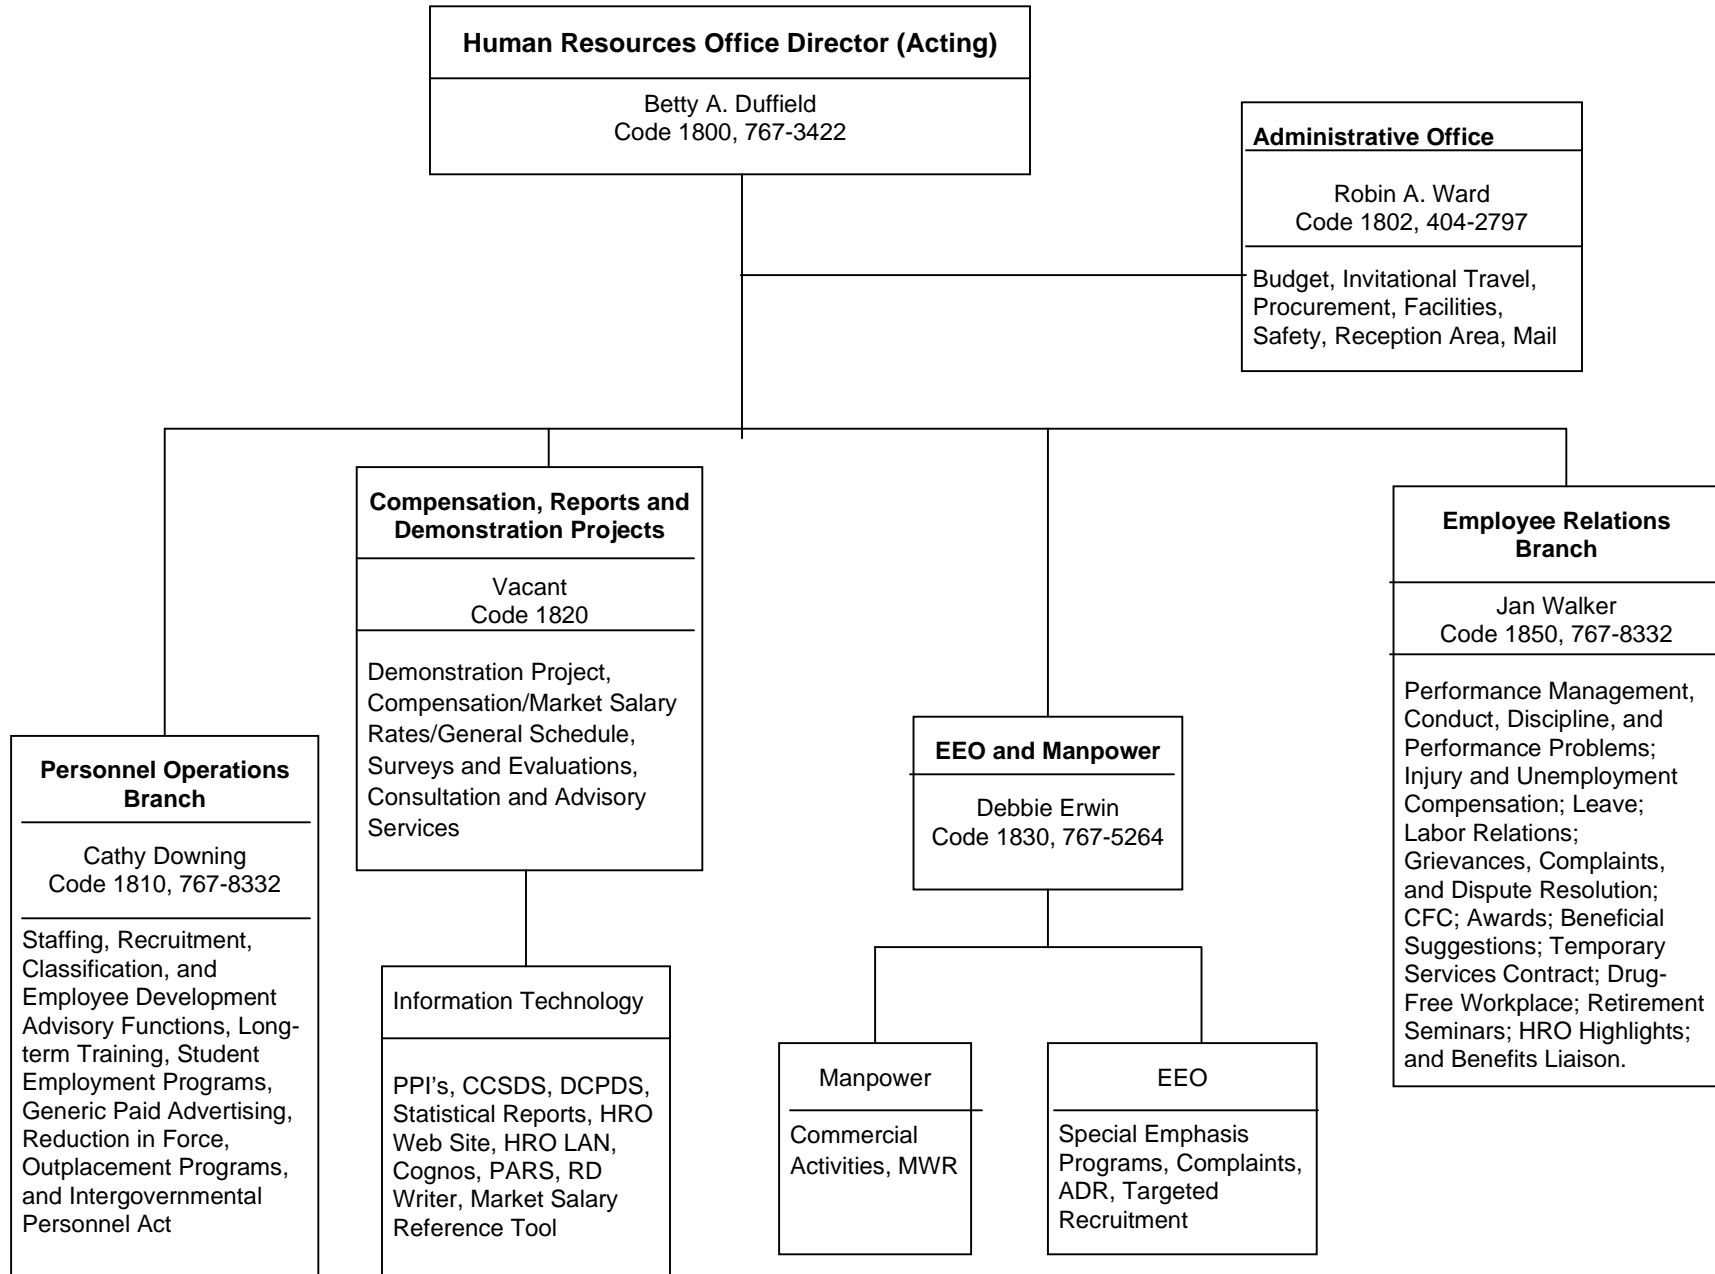 Human Resources Office Director (Acting)
Betty A. Duffield
Code 1800, 767-3422
Administrative Office
Robin A. Ward
Code 1802, 404-2797
Budget, Invitational Travel,
Procurement, Facilities,
Safety, Reception Area, Mail
Personnel Operations
Branch
Cathy Downing
Code 1810, 767-8332
Staffing, Recruitment,
Classification, and
Employee Development
Advisory Functions, Long-
term Training, Student
Employment Programs,
Generic Paid Advertising,
Reduction in Force,
Outplacement Programs,
and Intergovernmental
Personnel Act
Compensation, Reports and
Demonstration Projects
Vacant
Code 1820
Demonstration Project,
Compensation/Market Salary
Rates/General Schedule,
Surveys and Evaluations,
Consultation and Advisory
Services
Information Technology
PPI’s, CCSDS, DCPDS,
Statistical Reports, HRO
Web Site, HRO LAN,
Cognos, PARS, RD
Writer, Market Salary
Reference Tool
EEO and Manpower
Debbie Erwin
Code 1830, 767-5264
Manpower
Commercial
Activities, MWR
EEO
Special Emphasis
Programs, Complaints,
ADR, Targeted
Recruitment
Employee Relations
Branch
Jan Walker
Code 1850, 767-8332
Performance Management,
Conduct, Discipline, and
Performance Problems;
Injury and Unemployment
Compensation; Leave;
Labor Relations;
Grievances, Complaints,
and Dispute Resolution;
CFC; Awards; Beneficial
Suggestions; Temporary
Services Contract; Drug-
Free Workplace; Retirement
Seminars; HRO Highlights;
and Benefits Liaison.